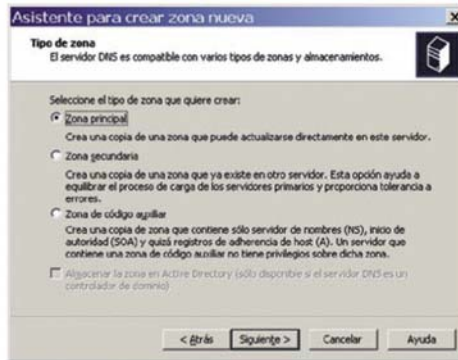 Asistente para crear zona nueva
Tipo de zona
El servidor DNS es compatible con varios tipos de zonas y almacenamientos.
Seleccione el tipo de zona que quiere crear:
Zona principal
Crea una copia de una zona que puede actualizarse directamente en este servidor.
Zona secundaria
Crea una copia de una zona que ya existe en otro servidor. Esta opción ayuda a
equilibrar el proceso de carga de los servidores primarios y proporciona tolerancia a
errores.
Zona de código auxiliar
Crea una copia de zona que contiene sólo servidor de nombres (NS), inicio de
autoridad (SOA) y quizá registros de adherencia de host (A). Un servidor que
contiene una zona de código auxiliar no tiene privilegios sobre dicha zona.
Almacenar la zona en Active Directory (sólo disponible si el servidor DNS es un
controlador de dominio)
< Atrás
Siguiente >
Cancelar
Ayuda